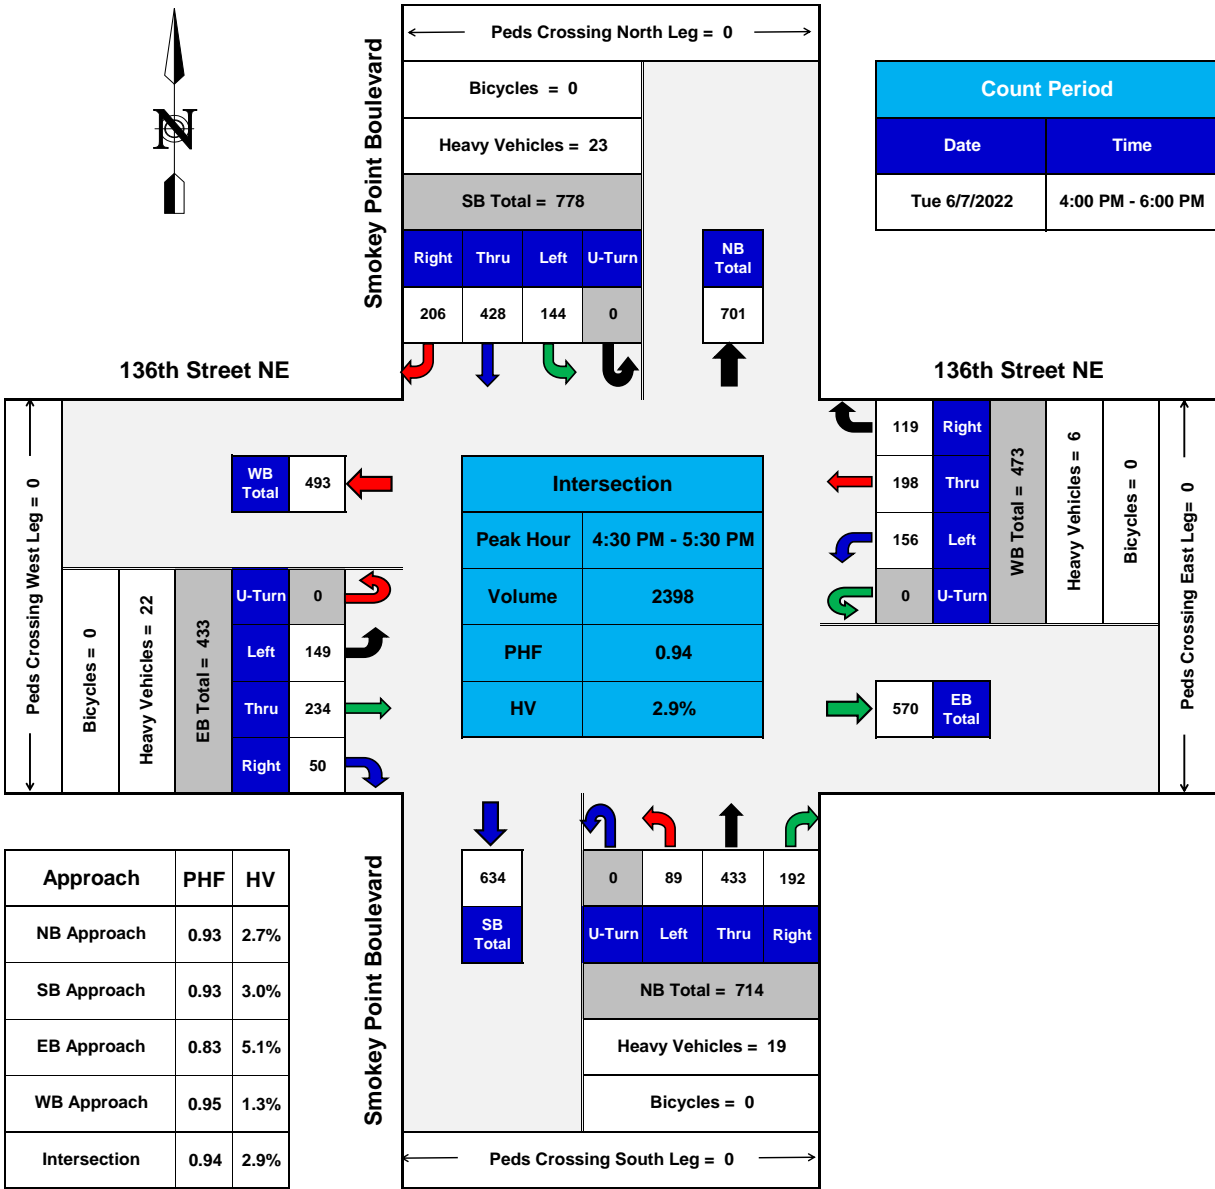 Peds Crossing North Leg = 0
Smokey Point Boulevard
Bicycles = 0
Heavy Vehicles = 23
SB Total = 778
Right Thru Left U-Turn
206 428 144 0
NB Total
701
N
Count Period
Date Time
Tue 6/7/2022 4:00 PM - 6:00 PM
136th Street NE
136th Street NE
Peds Crossing West Leg = 0
WB Total 493
Bicycles = 0
Heavy Vehicles = 22
EB Total = 433
U-Turn 0
Left 149
Thru 234
Right 50
Intersection
Peak Hour 4:30 PM - 5:30 PM
Volume 2398
PHF 0.94
HV 2.9%
119 Right
198 Thru
156 Left
0 U-Turn
WB Total = 473
Heavy Vehicles = 6
Bicycles = 0
Peds Crossing East Leg= 0
570 EB Total
Approach PHF HV
NB Approach 0.93 2.7%
SB Approach 0.93 3.0%
EB Approach 0.83 5.1%
WB Approach 0.95 1.3%
Intersection 0.94 2.9%
Smokey Point Boulevard
634
SB Total
0 89 433 192
U-Turn Left Thru Right
NB Total = 714
Heavy Vehicles = 19
Bicycles = 0
Peds Crossing South Leg = 0